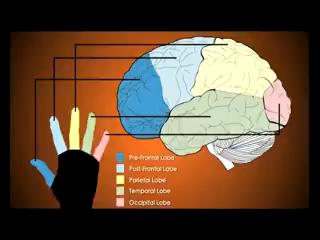 Pre-Frontal Lobe
Post-Frontal Lobe
Parietal Lobe
Temporal Lobe
Occipital Lobe